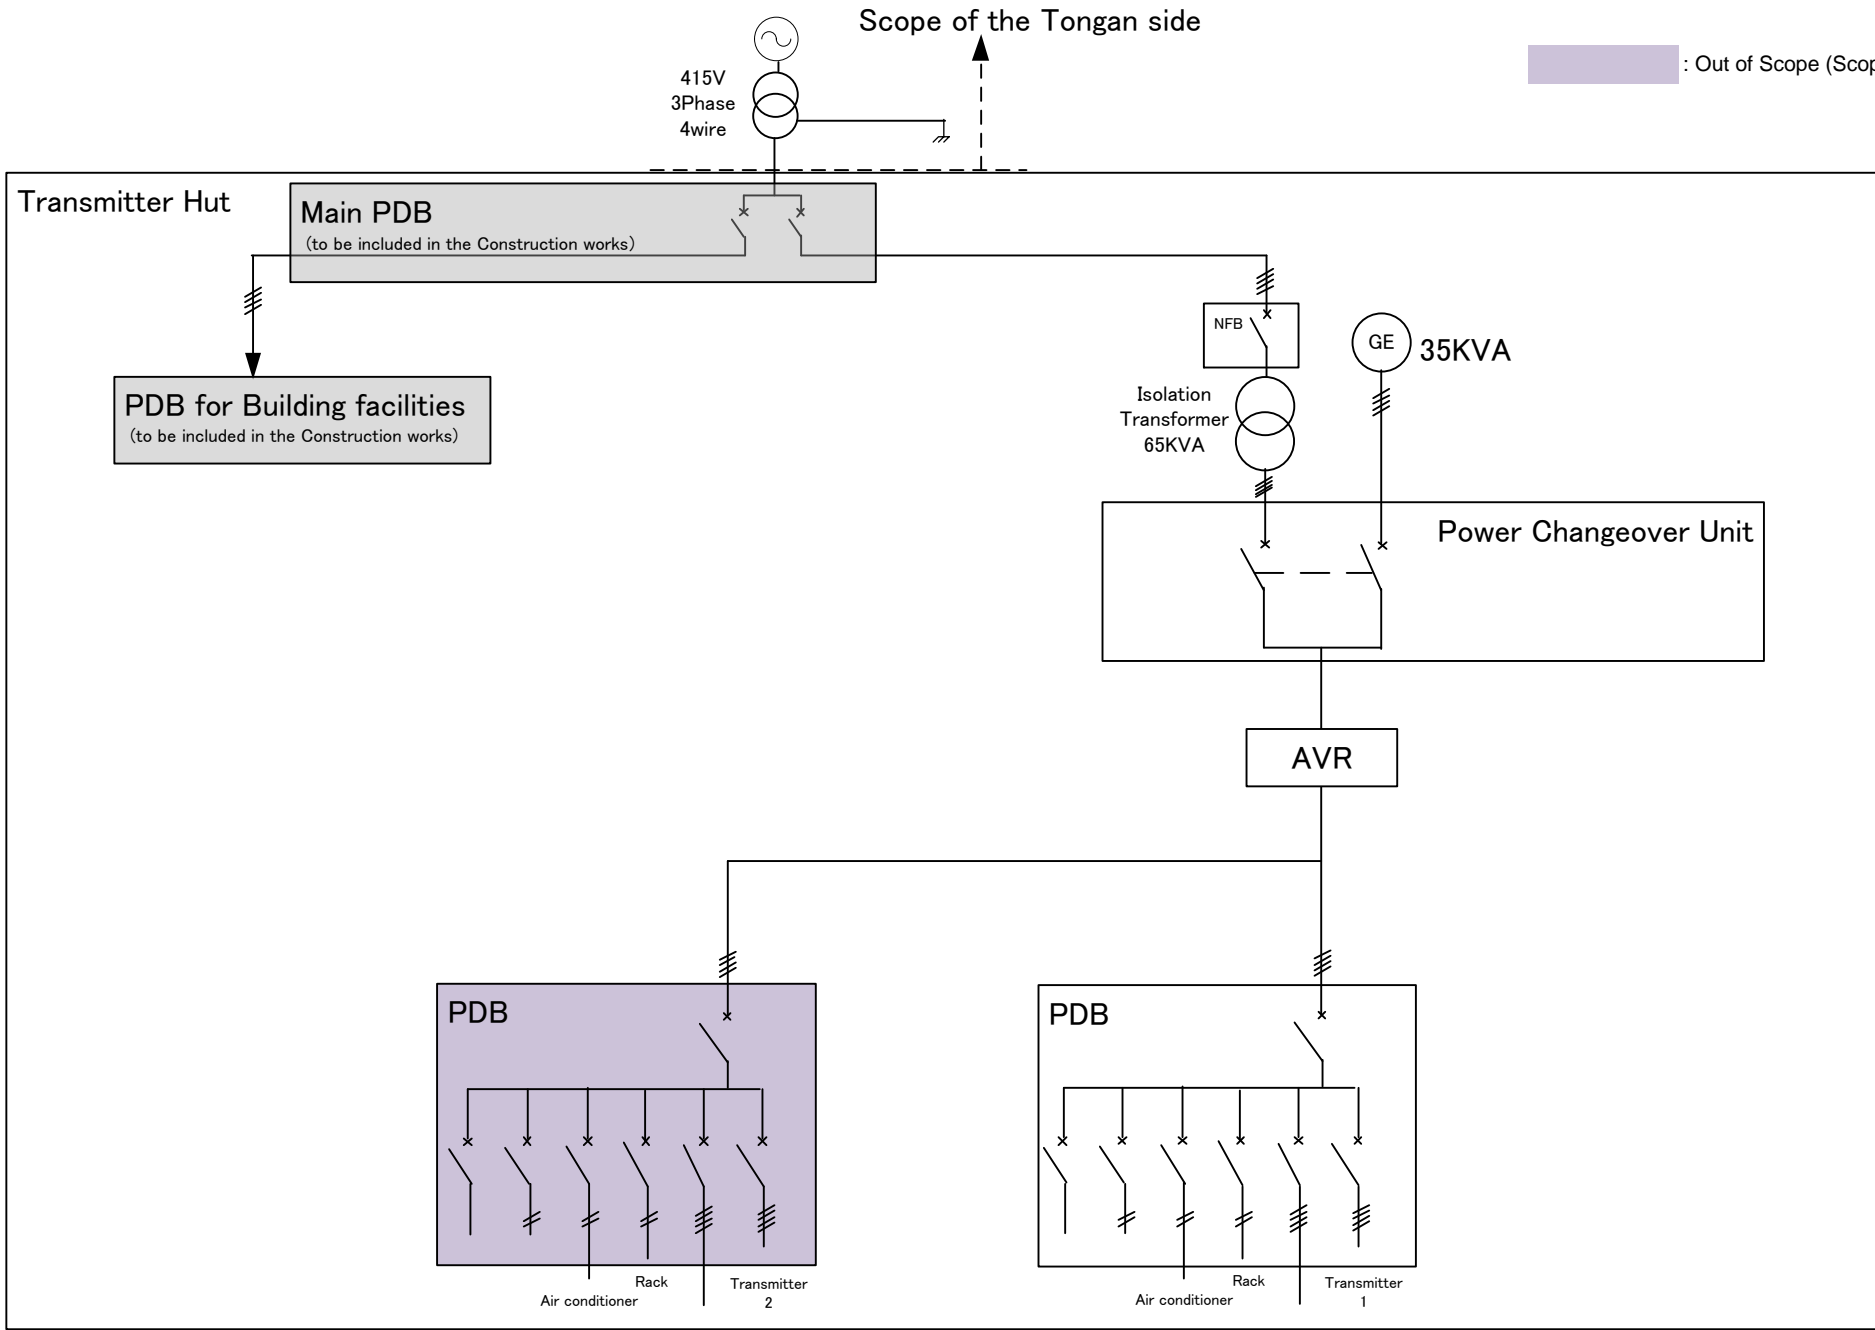 Scope of the Tongan side
: Out of Scope (Scop
415V
3Phase
4wire
Transmitter Hut
Main PDB
(to be included in the Construction works)
NFB
GE
35KVA
PDB for Building facilities
(to be included in the Construction works)
Isolation
Transformer
65KVA
Power Changeover Unit
AVR
PDB
Air conditioner
Rack
Transmitter
2
PDB
Air conditioner
Rack
Transmitter
1